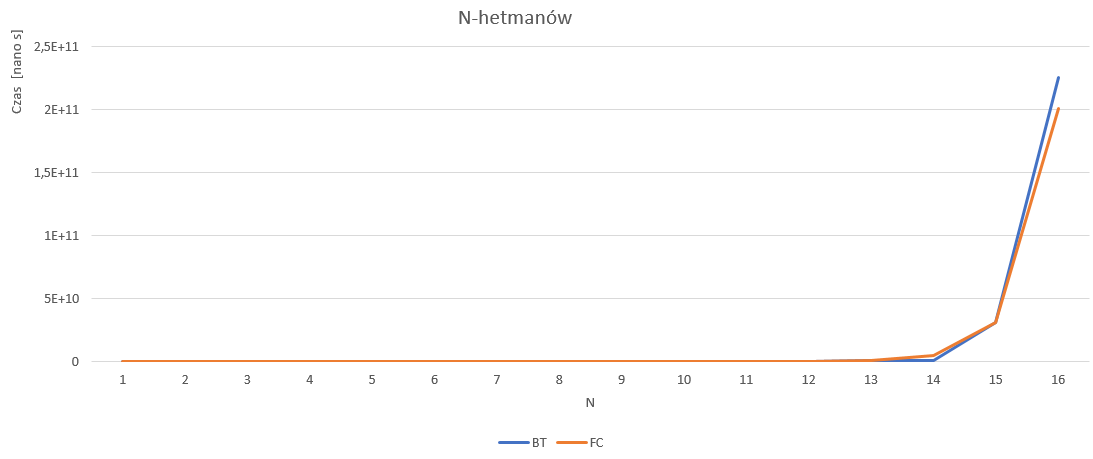 N-hetmanów
Czas [nano s]
2,5E+11
2E+11
1,5E+11
1E+11
5E+10
0
1 2 3 4 5 6 7 8 9 10 11 12 13 14 15 16
N
BT FC